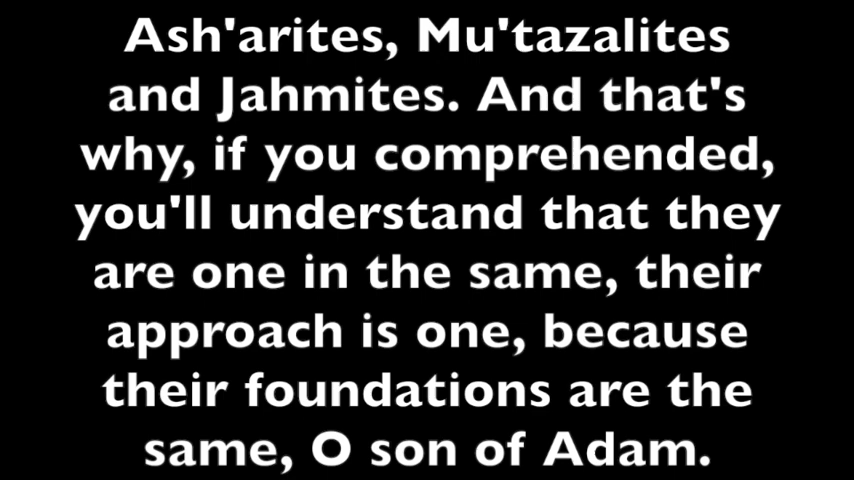 Ash'arites, Mu'tazalites
and Jahmites. And that's
why, if you comprehended,
you'll understand that they
are one in the same, their
approach is one, because
their foundations are the
same, O son of Adam.